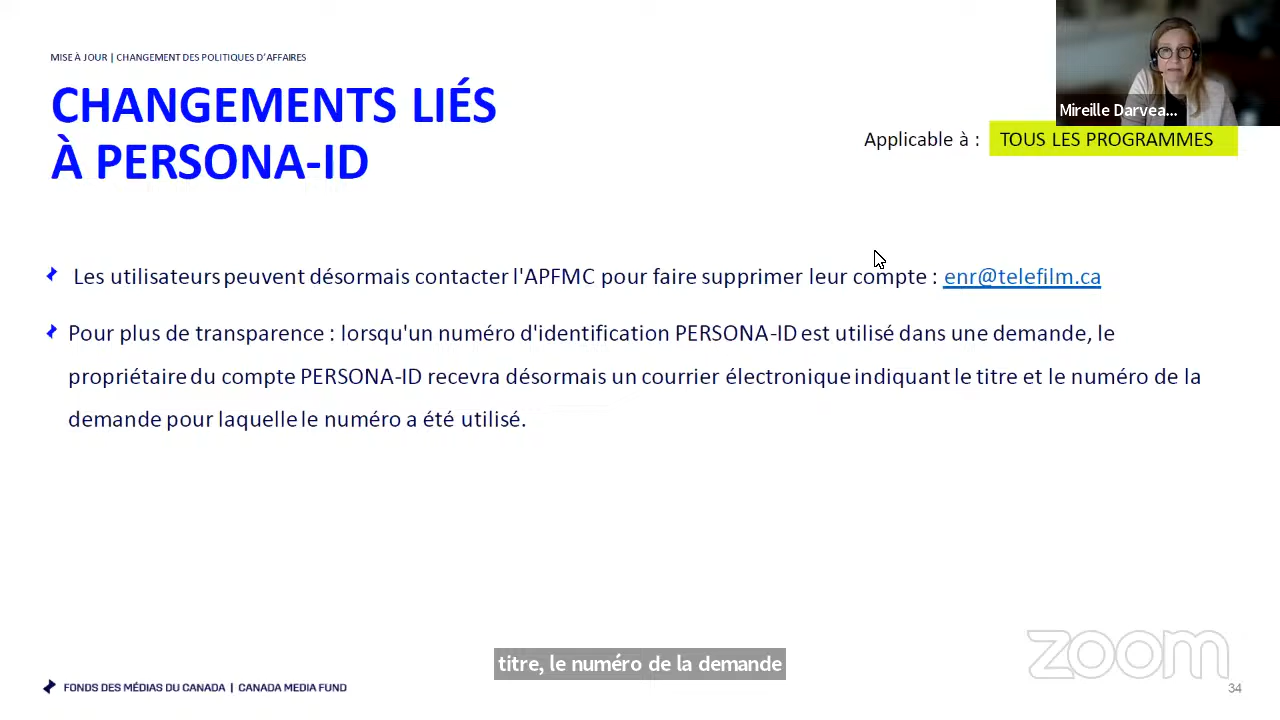 MISE À JOUR | CHANGEMENT DES POLITIQUES D'AFFAIRES
CHANGEMENTS LIÉS
À PERSONA-ID
Mireille Darvea...
Applicable à : TOUS LES PROGRAMMES
Les utilisateurs peuvent désormais contacter l'APFMC pour faire supprimer leur compte : enr@telefilm.ca
Pour plus de transparence : lorsqu'un numéro d'identification PERSONA-ID est utilisé dans une demande, le
propriétaire du compte PERSONA-ID recevra désormais un courrier électronique indiquant le titre et le numéro de la
demande pour laquelle le numéro a été utilisé.
titre, le numéro de la demande
zoom
FONDS DES MÉDIAS DU CANADA | CANADA MEDIA FUND
34